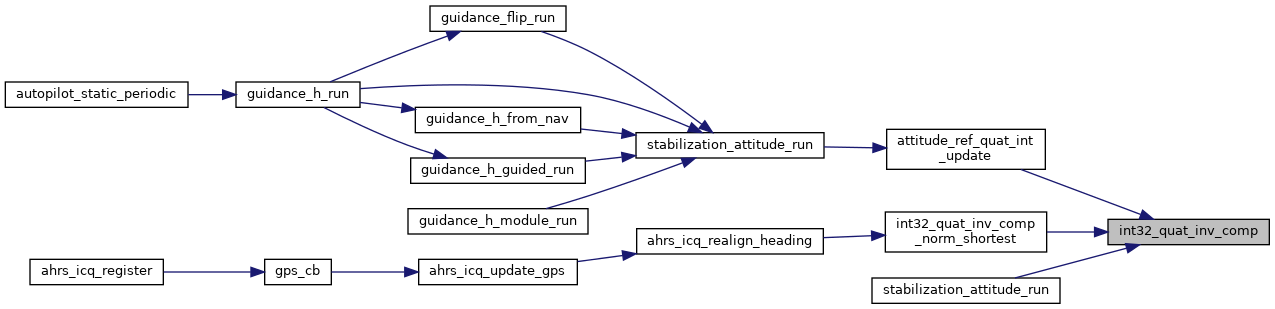 guidance_flip_run
autopilot_static_periodic
guidance_h_run
guidance_h_from_nav
guidance_h_guided_run
guidance_h_module_run
stabilization_attitude_run
attitude_ref_quat_int
_update
int32_quat_inv_comp
_norm_shortest
int32_quat_inv_comp
ahrs_icq_realign_heading
ahrs_icq_register
gps_cb
ahrs_icq_update_gps
stabilization_attitude_run